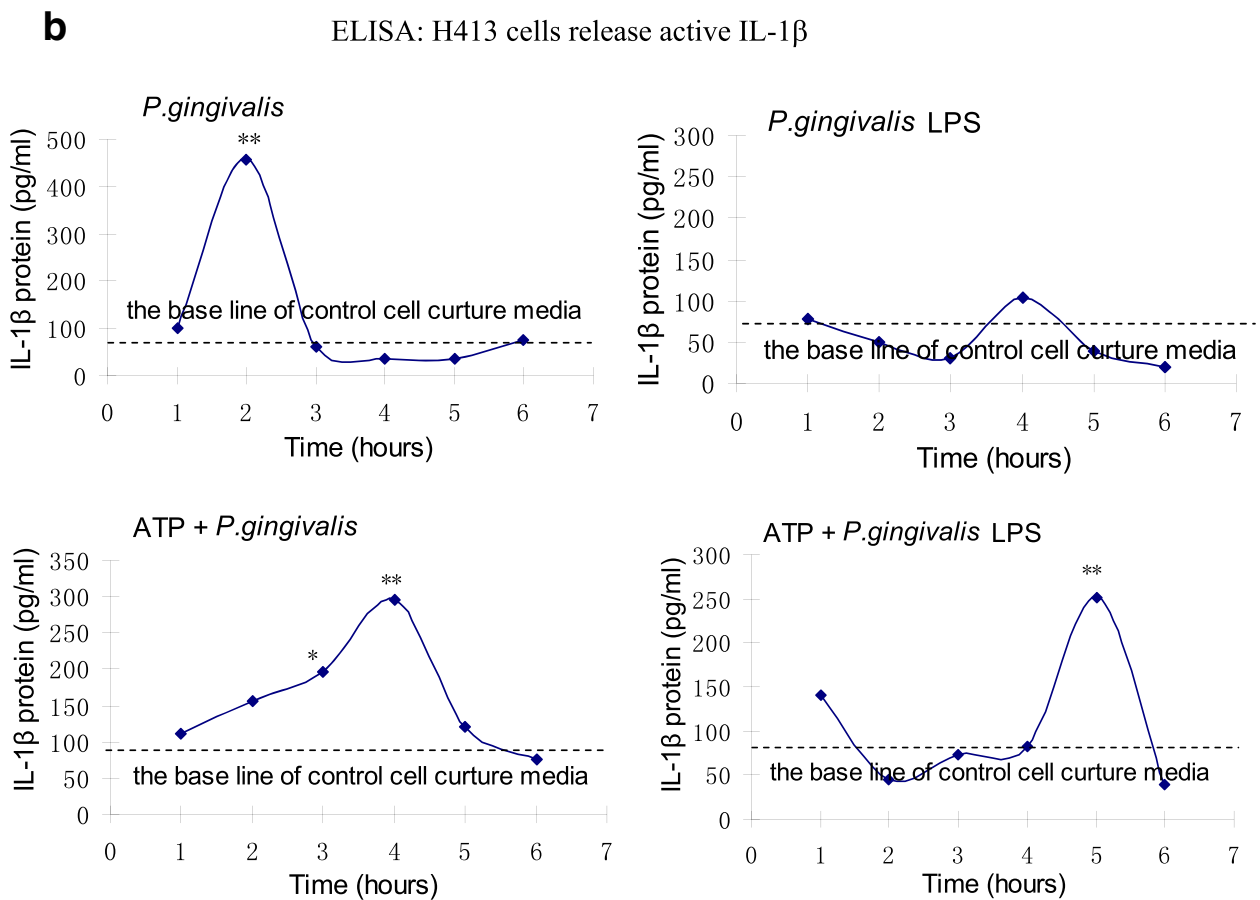 b
ELISA: H413 cells release active IL-1β
P.gingivalis
IL-1β protein (pg/ml)
500
400
300
200
100
0
**
the base line of control cell curture media
0 1 2 3 4 5 6 7
Time (hours)
P.gingivalis LPS
IL-1β protein (pg/ml)
300
250
200
150
100
50
0
the base line of control cell curture media
0 1 2 3 4 5 6 7
Time (hours)
ATP + P.gingivalis
IL-1β protein (pg/ml)
350
300
250
200
150
100
50
0
**
*
the base line of control cell curture media
0 1 2 3 4 5 6 7
Time (hours)
ATP + P.gingivalis LPS
IL-1β protein (pg/ml)
300
250
200
150
100
50
0
**
the base line of control cell curture media
0 1 2 3 4 5 6 7
Time (hours)